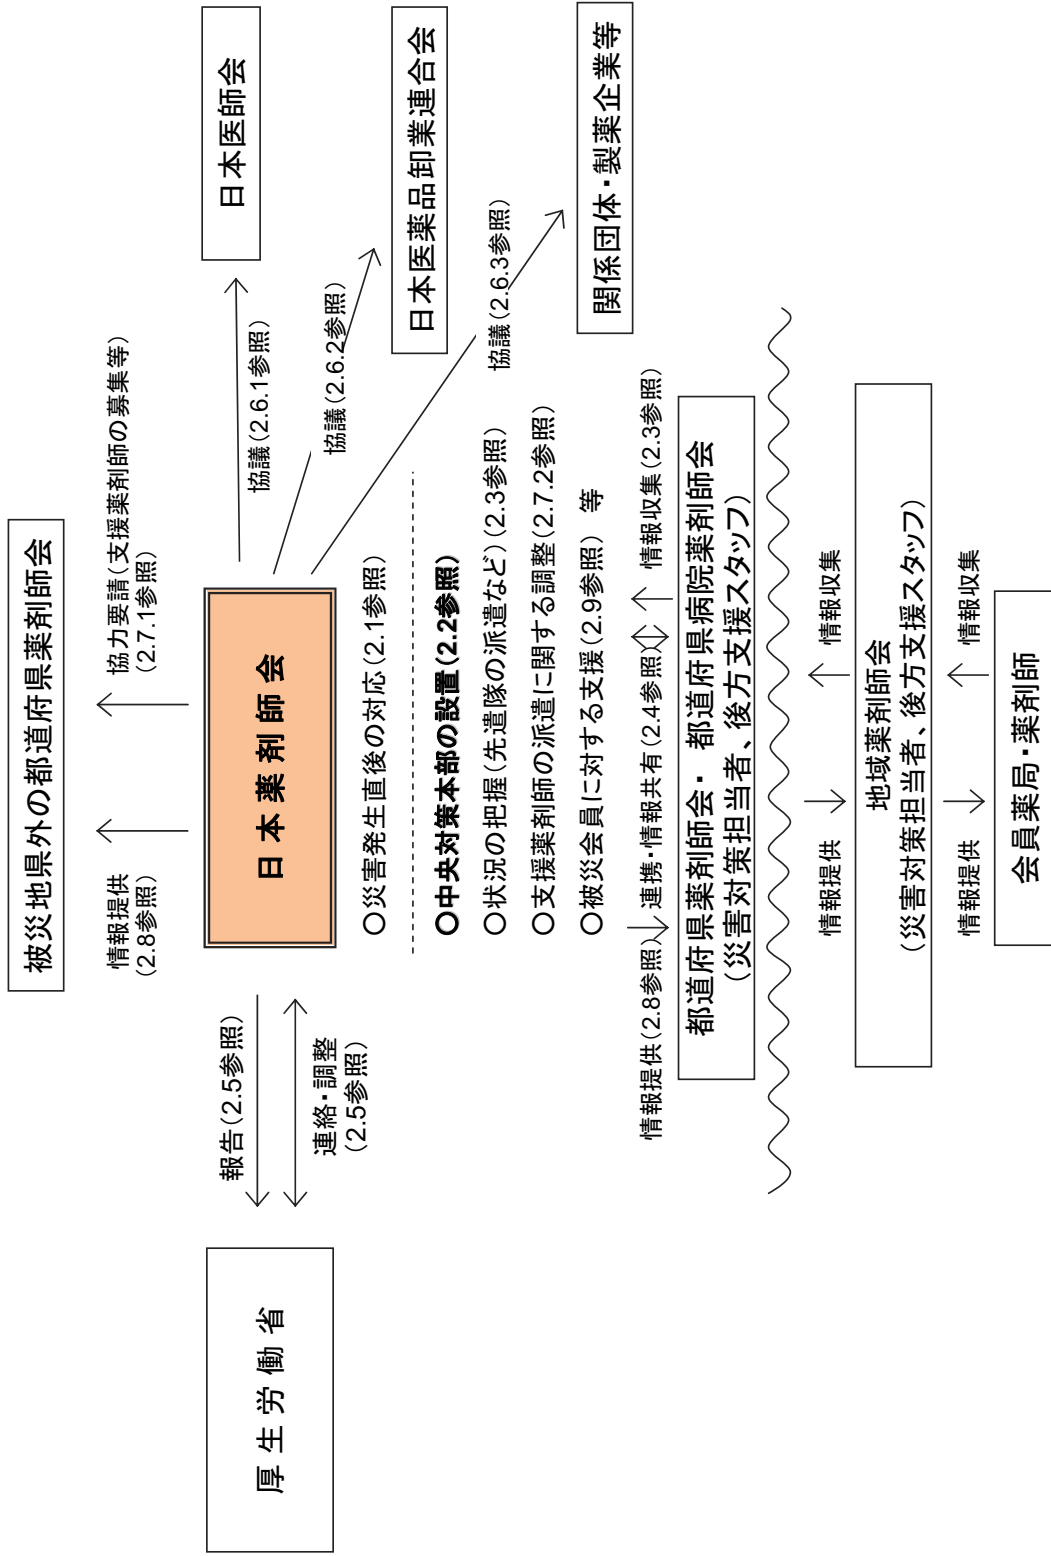 被災地県外の都道府県薬剤師会
情報提供
(2.8参照)
協力要請(支援薬剤師の募集等)
(2.7.1参照)
厚生労働省
報告(2.5参照)
連絡・調整
(2.5参照)
日本薬剤師会
協議(2.6.1参照)
日本医師会
協議(2.6.2参照)
日本医薬品卸業連合会
協議(2.6.3参照)
関係団体・製薬企業等
○災害発生直後の対応(2.1参照)
○中央対策本部の設置(2.2参照)
○状況の把握(先遣隊の派遣など)(2.3参照)
○支援薬剤師の派遣に関する調整(2.7.2参照)
○被災会員に対する支援(2.9参照) 等
情報提供(2.8参照)
連携・情報共有(2.4参照)
情報収集(2.3参照)
都道府県薬剤師会・都道府県病院薬剤師会
(災害対策担当者、後方支援スタッフ)
情報提供
情報収集
地域薬剤師会
(災害対策担当者、後方支援スタッフ)
情報提供
情報収集
会員薬局・薬剤師